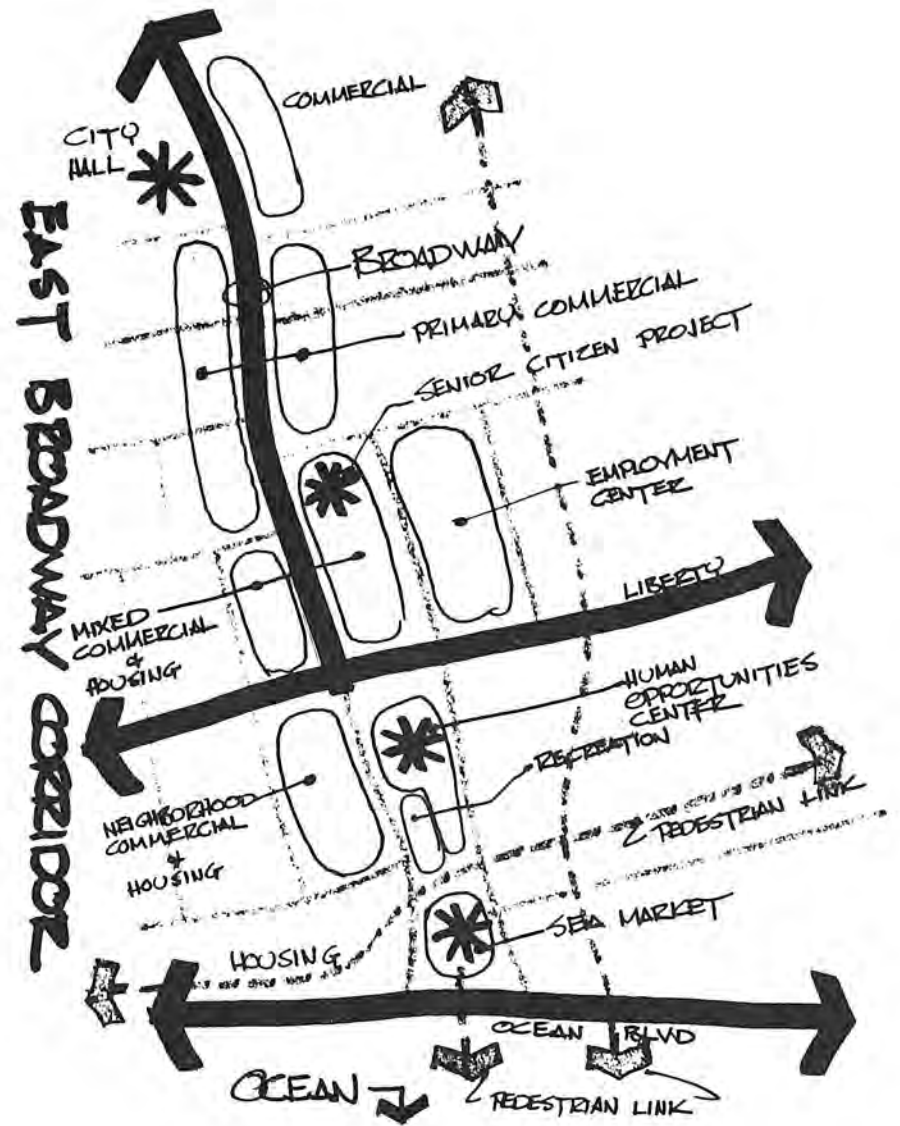 COMMERCIAL
CITY
HALL
EAST BROADWAY CORRIDOR
BROADWAY
PRIMARY COMMERCIAL
SENIOR CITIZEN PROJECT
EMPLOYMENT
CENTER
LIBERTY
MIXED
COMMERCIAL
&
HOUSING
HUMAN
OPPORTUNITIES
CENTER
RECREATION
NEIGHBORHOOD
COMMERCIAL
&
HOUSING
PEDESTRIAN LINK
SEA MARKET
HOUSING
OCEAN BLVD
OCEAN
PEDESTRIAN LINK